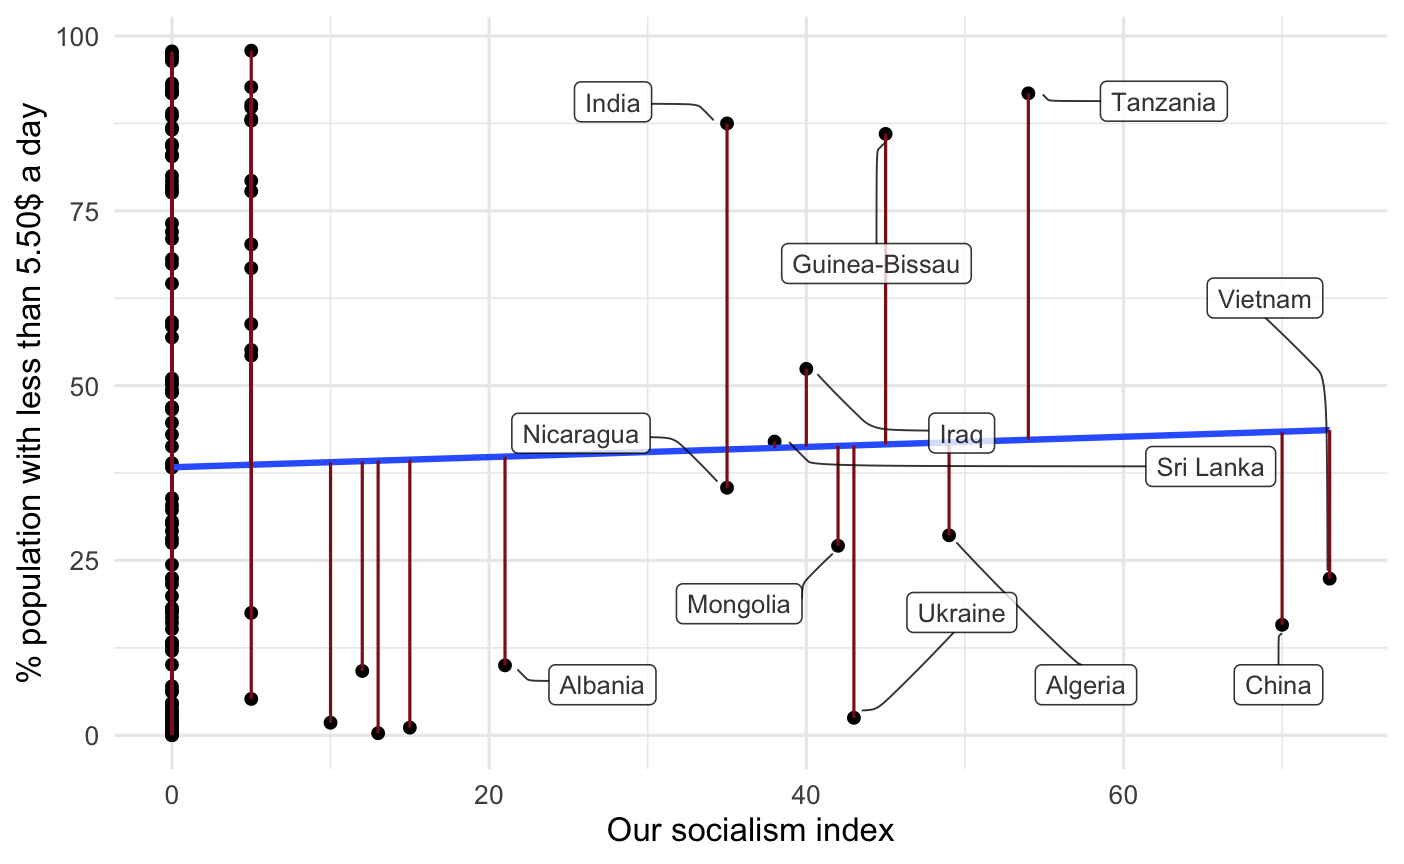 % population with less than 5.50$ a day
100
75
50
25
0
India
Tanzania
Guinea-Bissau
Vietnam
Nicaragua
Iraq
Sri Lanka
Mongolia
Ukraine
Albania
Algeria
China
0
20
40
60
Our socialism index